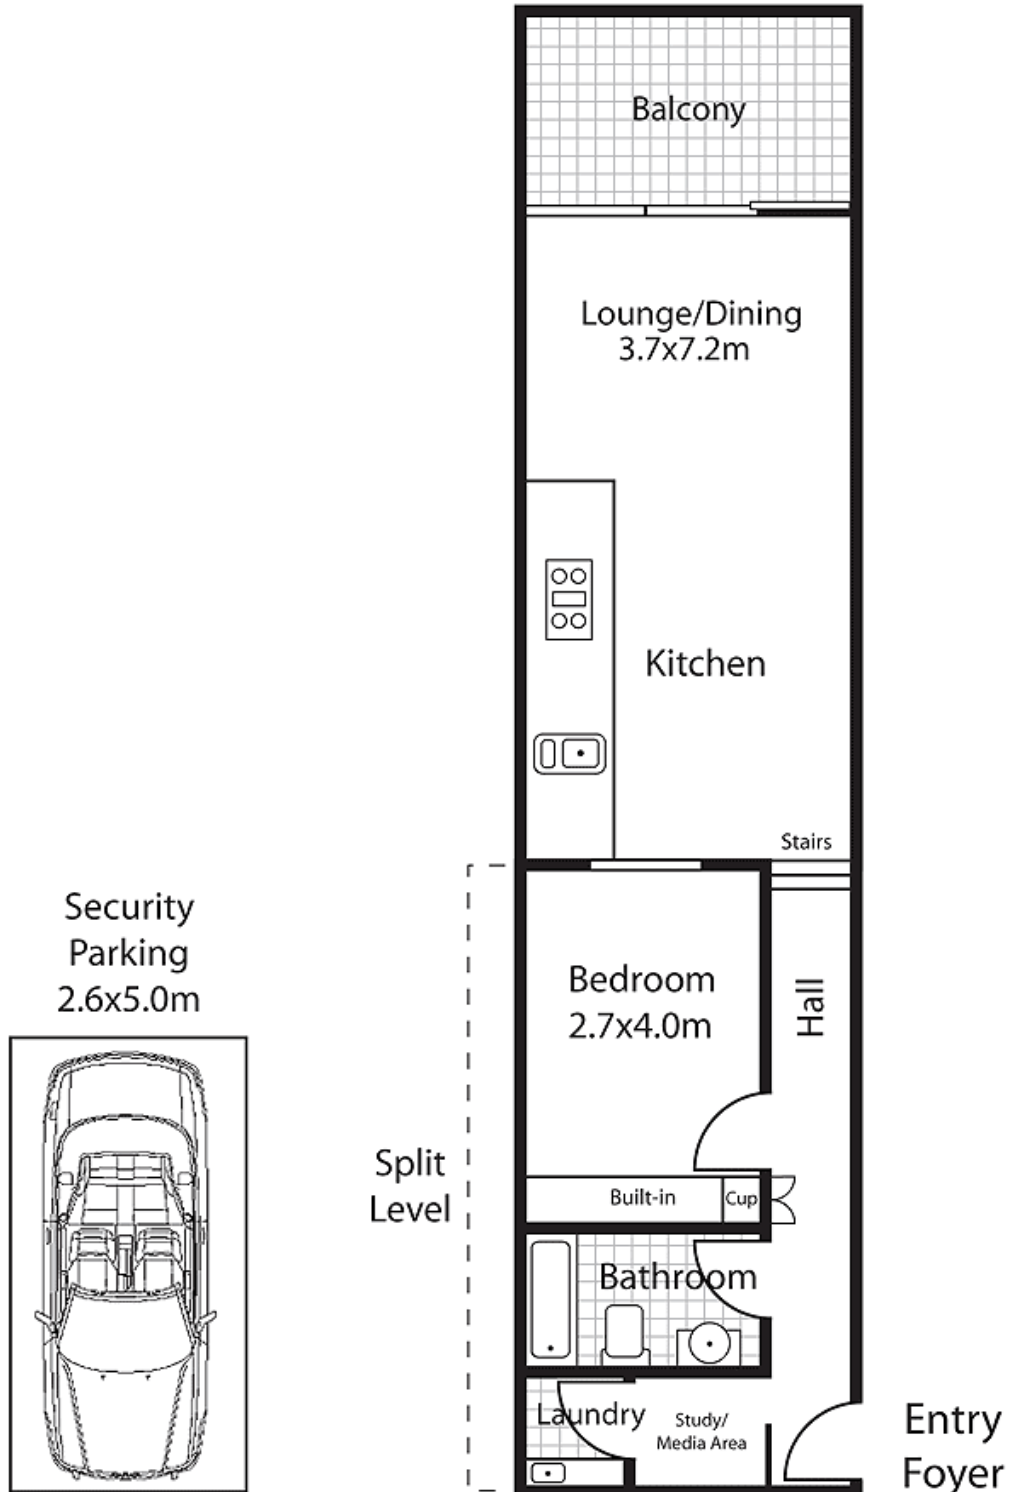 Balcony
Lounge/Dining
3.7x7.2m
Kitchen
Stairs
Security
Parking
2.6x5.0m
Bedroom
2.7x4.0m
Hall
Split
Level
Built-in
Cup
Bathroom
Laundry
Study/
Media Area
Entry
Foyer